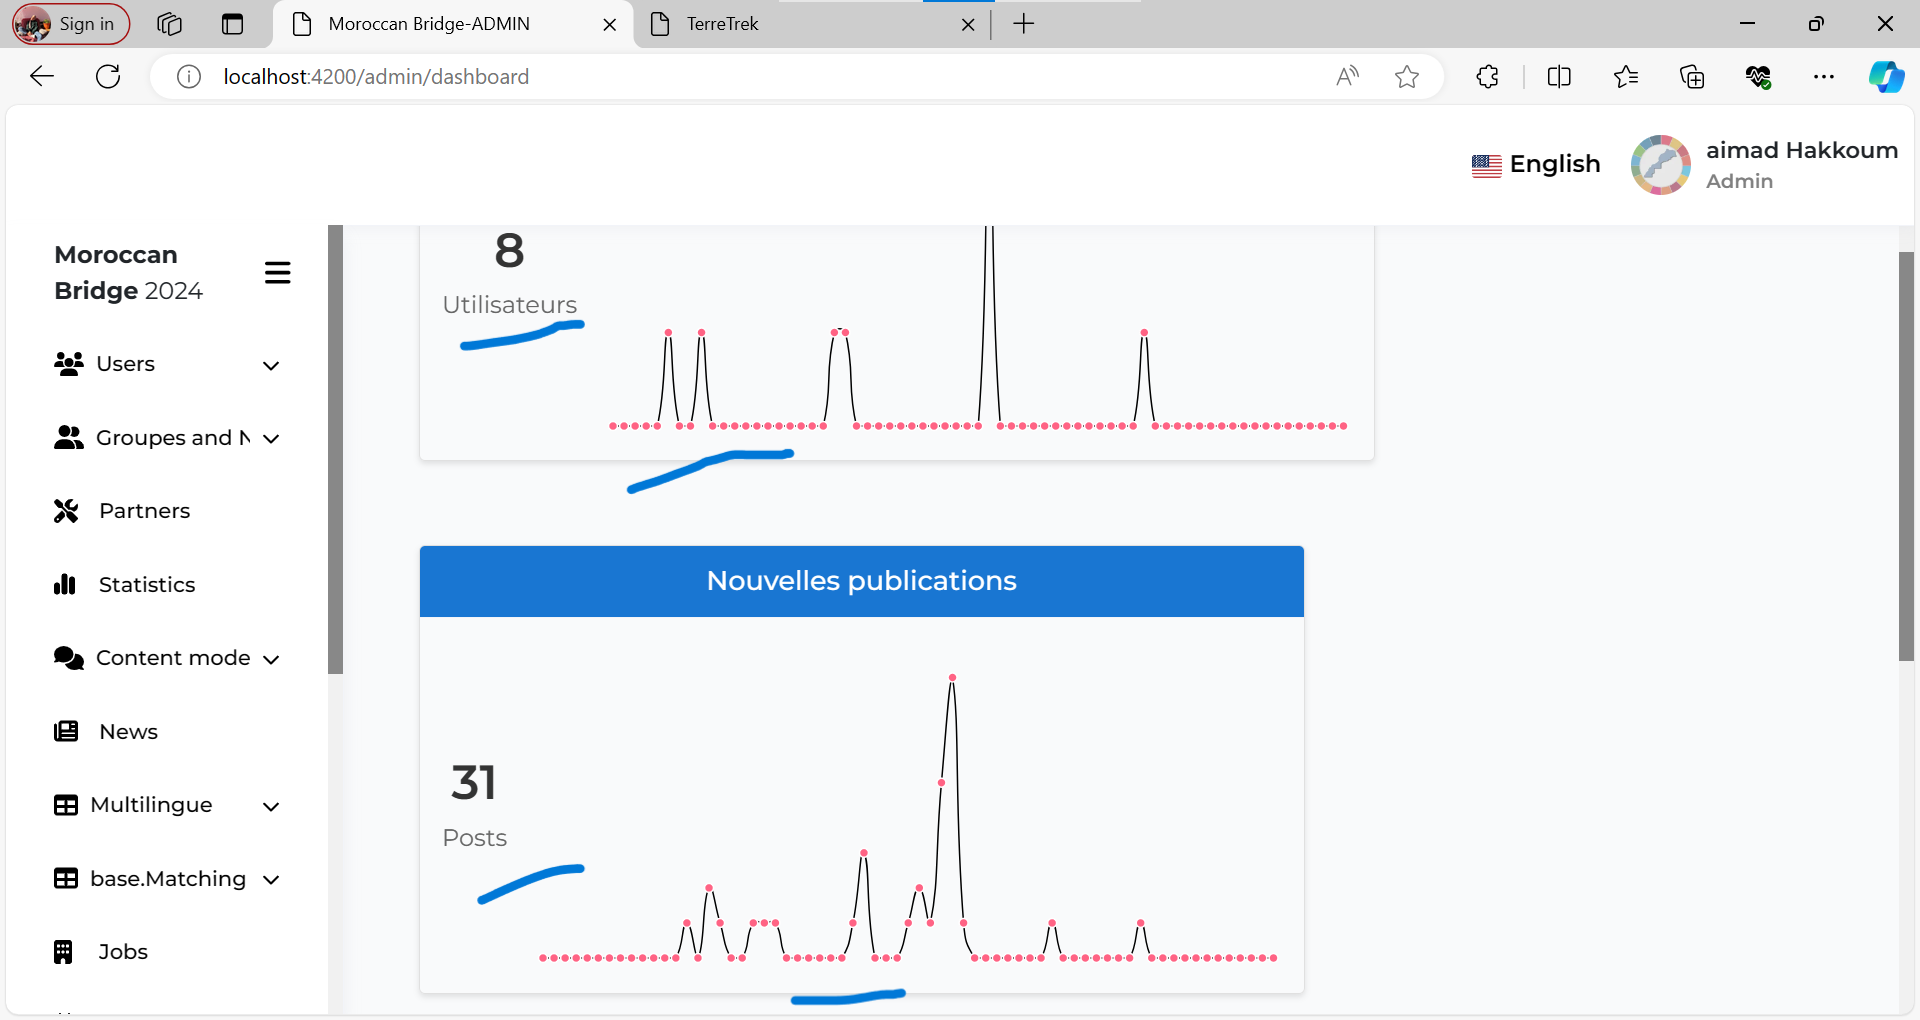 Sign in
Moroccan Bridge-ADMIN
TerreTrek
localhost:4200/admin/dashboard
English
aimad Hakkoum
Admin
Moroccan
Bridge 2024
Users
Groupes and N
Partners
Statistics
Content mode
News
Multilingue
base.Matching
Jobs
8
Utilisateurs
Nouvelles publications
31
Posts